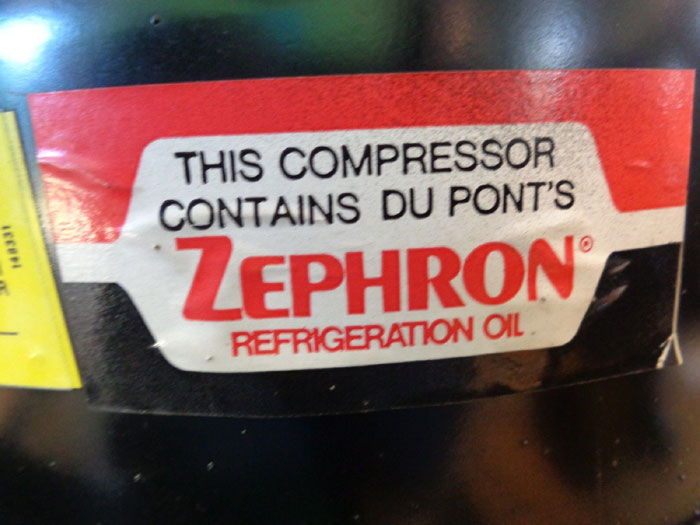 THIS COMPRESSOR
CONTAINS DU PONT'S
ZEPHRON®
REFRIGERATION OIL